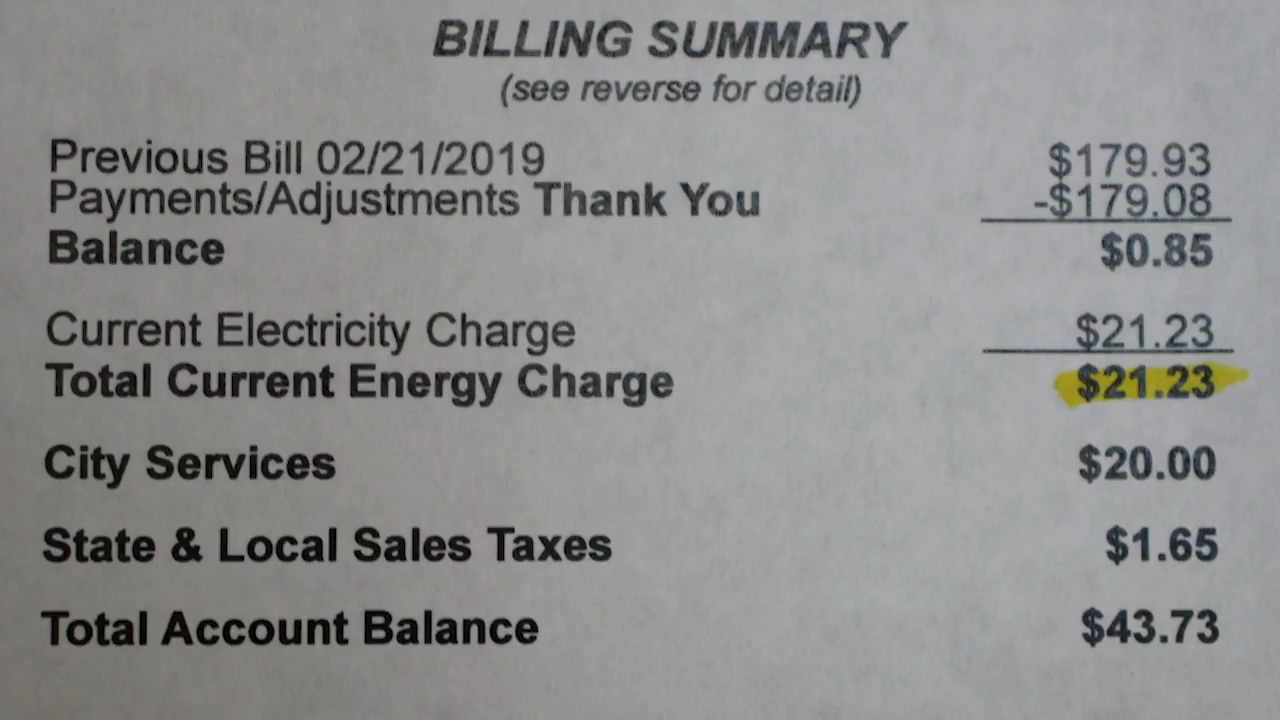 BILLING SUMMARY
(see reverse for detail)
Previous Bill 02/21/2019 $179.93
Payments/Adjustments Thank You -$179.08
Balance $0.85
Current Electricity Charge $21.23
Total Current Energy Charge $21.23
City Services $20.00
State & Local Sales Taxes $1.65
Total Account Balance $43.73